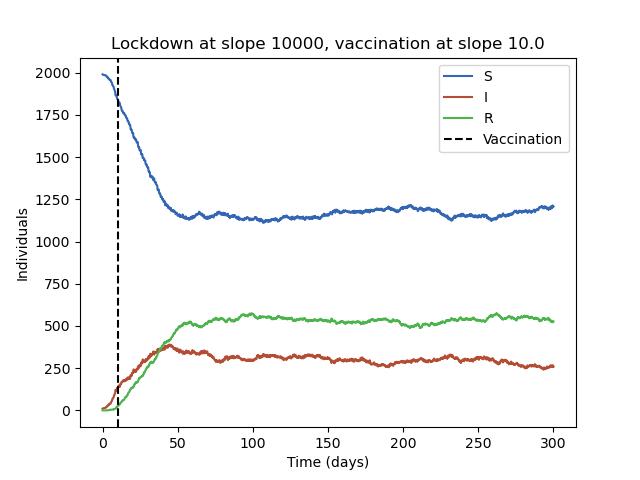 Lockdown at slope 10000, vaccination at slope 10.0
S
I
R
Vaccination
Individuals
2000
1750
1500
1250
1000
750
500
250
0
0 50 100 150 200 250 300
Time (days)